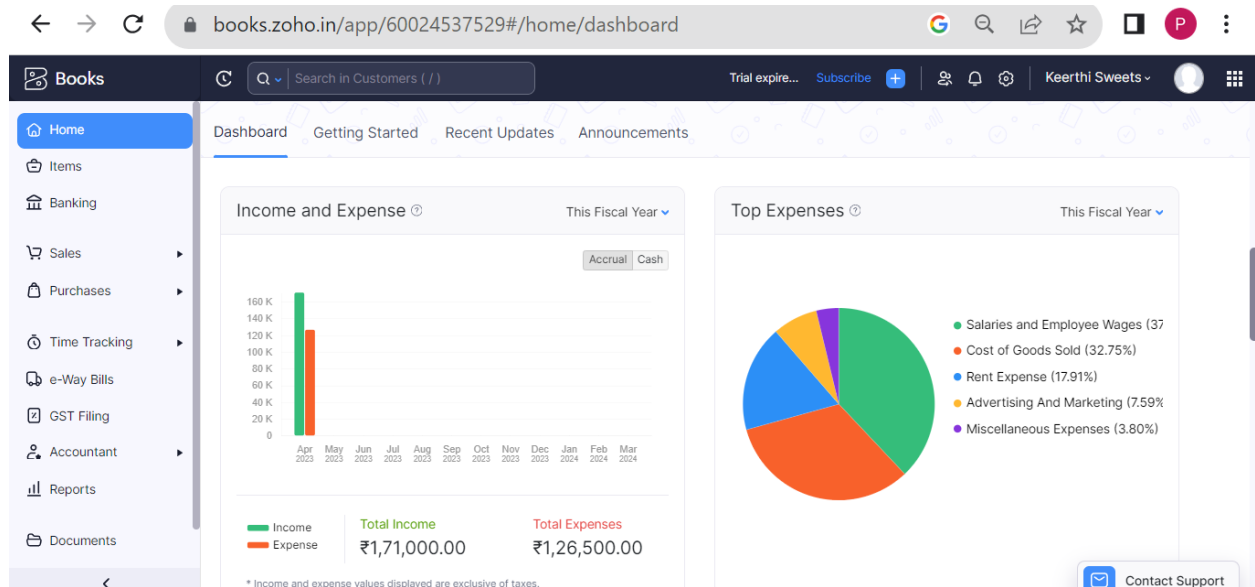 books.zoho.in/app/60024537529#/home/dashboard
G
P
Books
Search in Customers ( / )
Trial expire...
Subscribe
Keerthi Sweets
Home
Items
Banking
Sales
Purchases
Time Tracking
e-Way Bills
GST Filing
Accountant
Reports
Documents
Dashboard
Getting Started
Recent Updates
Announcements
Income and Expense
This Fiscal Year
Accrual
Cash
160 K
140 K
120 K
100 K
80 K
60 K
40 K
20 K
0
Apr 2023
May 2023
Jun 2023
Jul 2023
Aug 2023
Sep 2023
Oct 2023
Nov 2023
Dec 2023
Jan 2024
Feb 2024
Mar 2024
Income
Expense
Total Income
₹1,71,000.00
Total Expenses
₹1,26,500.00
* Income and expense values displayed are exclusive of taxes.
Top Expenses
This Fiscal Year
Salaries and Employee Wages (37
Cost of Goods Sold (32.75%)
Rent Expense (17.91%)
Advertising And Marketing (7.59%
Miscellaneous Expenses (3.80%)
Contact Support